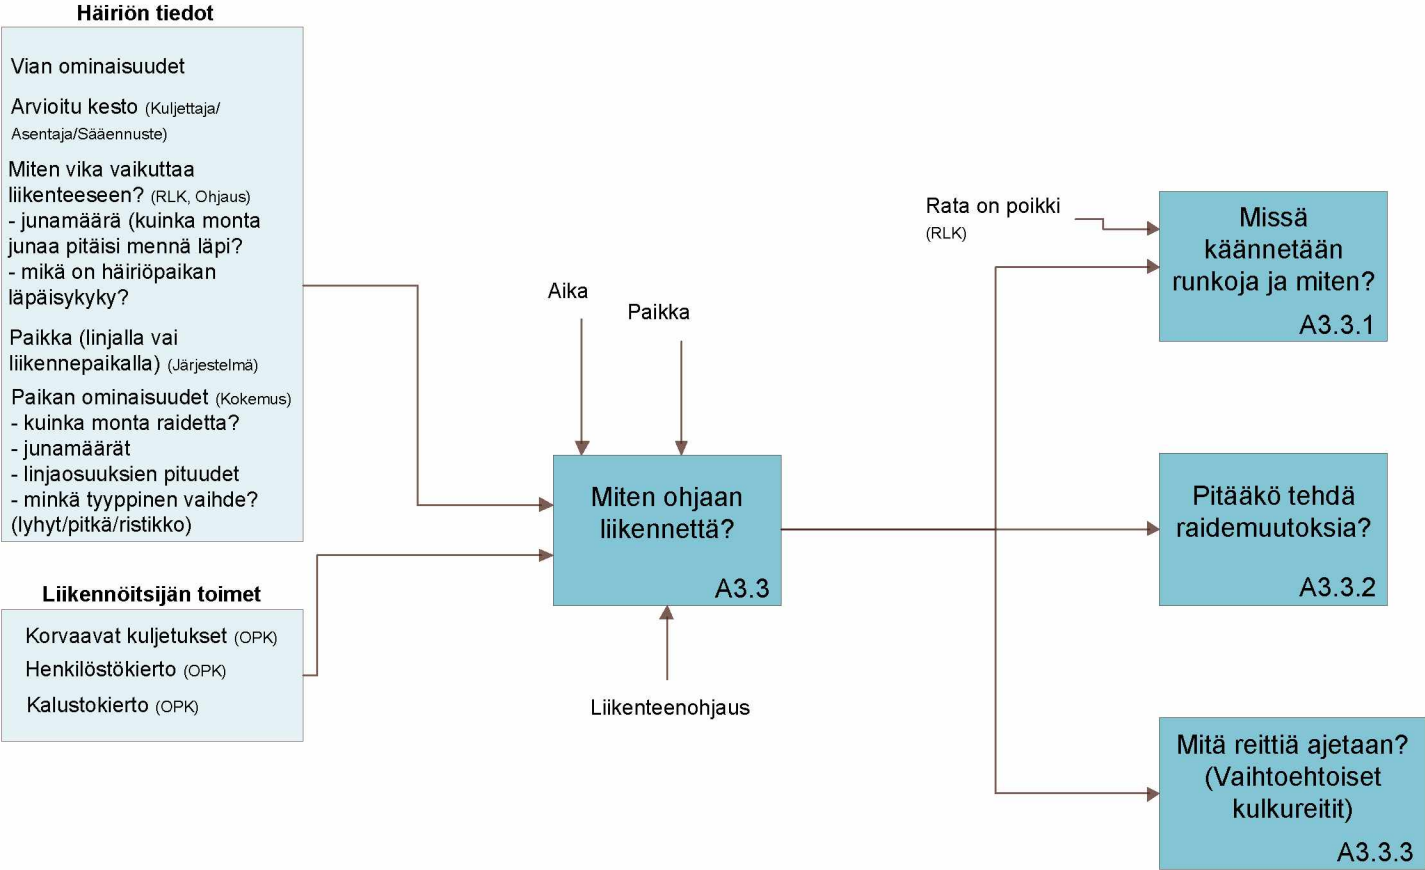 Häiriön tiedot
Vian ominaisuudet
Arvioitu kesto (Kuljettaja/
Asentaja/Sääennuste)
Miten vika vaikuttaa
liikenteeseen? (RLK, Ohjaus)
- junamäärä (kuinka monta
junaa pitäisi mennä läpi?
- mikä on häiriöpaikan
läpäisykyky?
Paikka (linjalla vai
liikennepaikalla) (Järjestelmä)
Paikan ominaisuudet (Kokemus)
- kuinka monta raidetta?
- junamäärät
- linjaosuuksien pituudet
- minkä tyyppinen vaihde?
(lyhyt/pitkä/ristikko)
Liikennöitsijän toimet
Korvaavat kuljetukset (OPK)
Henkilöstökierto (OPK)
Kalustokierto (OPK)
Aika
Paikka
Miten ohjaan
liikennettä?
A3.3
Liikenteenohjaus
Rata on poikki
(RLK)
Missä
käännetään
runkoja ja miten?
A3.3.1
Pitääkö tehdä
raidemuutoksia?
A3.3.2
Mitä reittiä ajetaan?
(Vaihtoehtoiset
kulkureitit)
A3.3.3